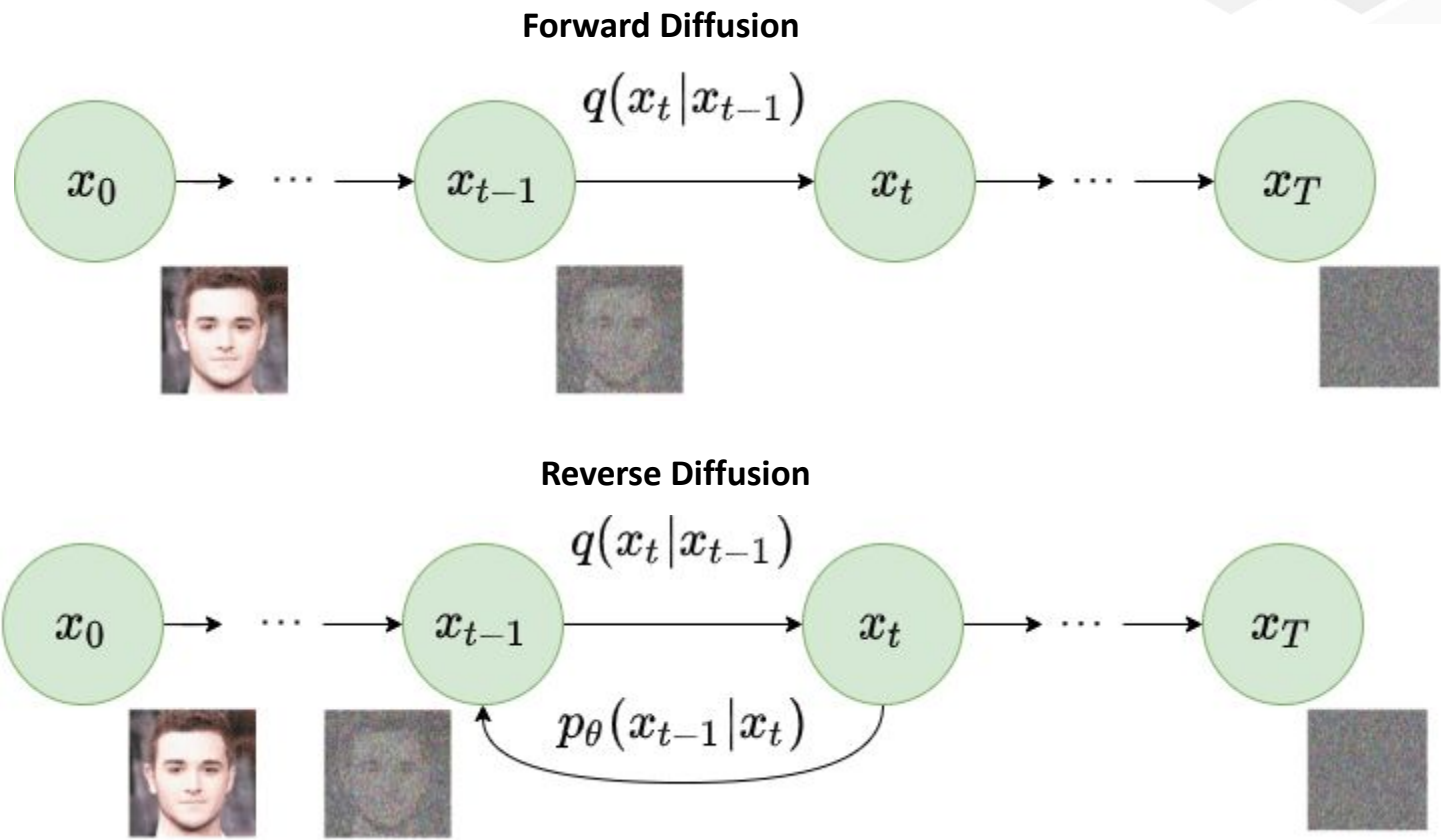 Forward Diffusion
q(x_t|x_{t-1})
x_0 ... x_{t-1} x_t ... x_T
Reverse Diffusion
q(x_t|x_{t-1})
x_0 ... x_{t-1} x_t ... x_T
p_θ(x_{t-1}|x_t)